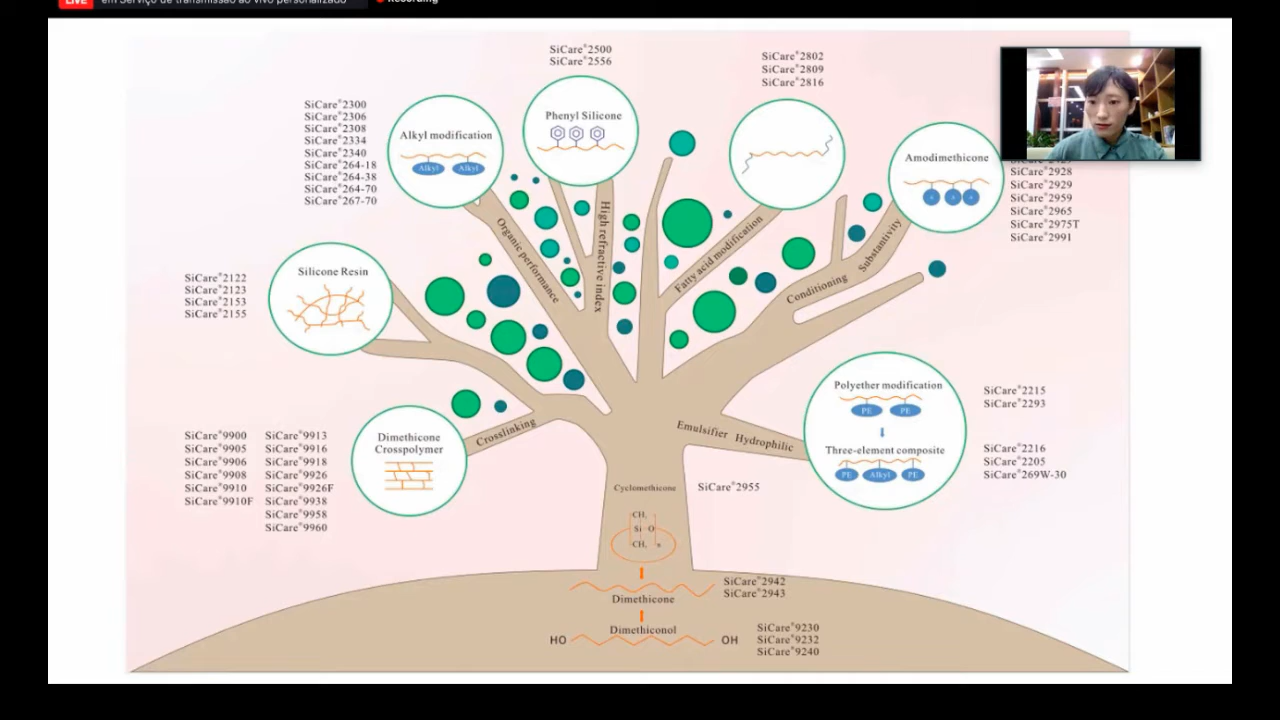 LIVE
em Serviço de transmissão ao vivo personalizado
Recording
SiCare®2500
SiCare®2556
SiCare®2802
SiCare®2809
SiCare®2816
SiCare®2300
SiCare®2306
SiCare®2308
SiCare®2334
SiCare®2340
SiCare®264-18
SiCare®264-38
SiCare®264-70
SiCare®267-70
Alkyl modification
Alkyl Alkyl
Phenyl Silicone
Amodimethicone
SiCare®2928
SiCare®2929
SiCare®2959
SiCare®2965
SiCare®2975T
SiCare®2991
Organic performance
High refractive index
Fatty acid modification
Conditioning
Substantivity
SiCare®2122
SiCare®2123
SiCare®2153
SiCare®2155
Silicone Resin
Polyether modification
PE PE
Three-element composite
PE Alkyl PE
SiCare®2215
SiCare®2293
SiCare®2216
SiCare®2205
SiCare®269W-30
Crosslinking
Emulsifier Hydrophilic
SiCare®9900
SiCare®9905
SiCare®9906
SiCare®9908
SiCare®9910
SiCare®9910F
SiCare®9913
SiCare®9916
SiCare®9918
SiCare®9926
SiCare®9926F
SiCare®9938
SiCare®9958
SiCare®9960
Dimethicone
Crosspolymer
Cyclomethicone
SiCare®2955
CH3
Si O
CH3 n
SiCare®2942
SiCare®2943
Dimethicone
Dimethiconol
HO OH
SiCare®9230
SiCare®9232
SiCare®9240